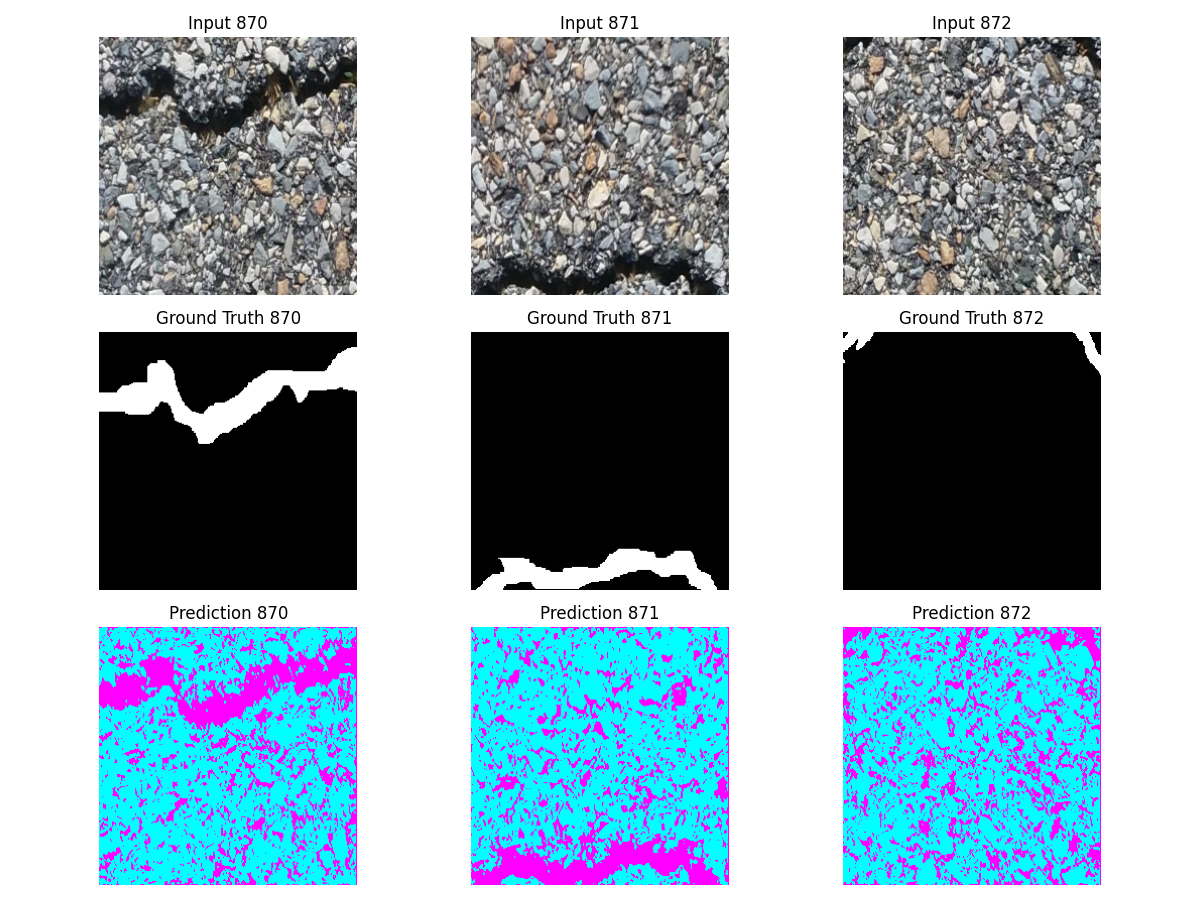 Input 870
Input 871
Input 872
Ground Truth 870
Ground Truth 871
Ground Truth 872
Prediction 870
Prediction 871
Prediction 872